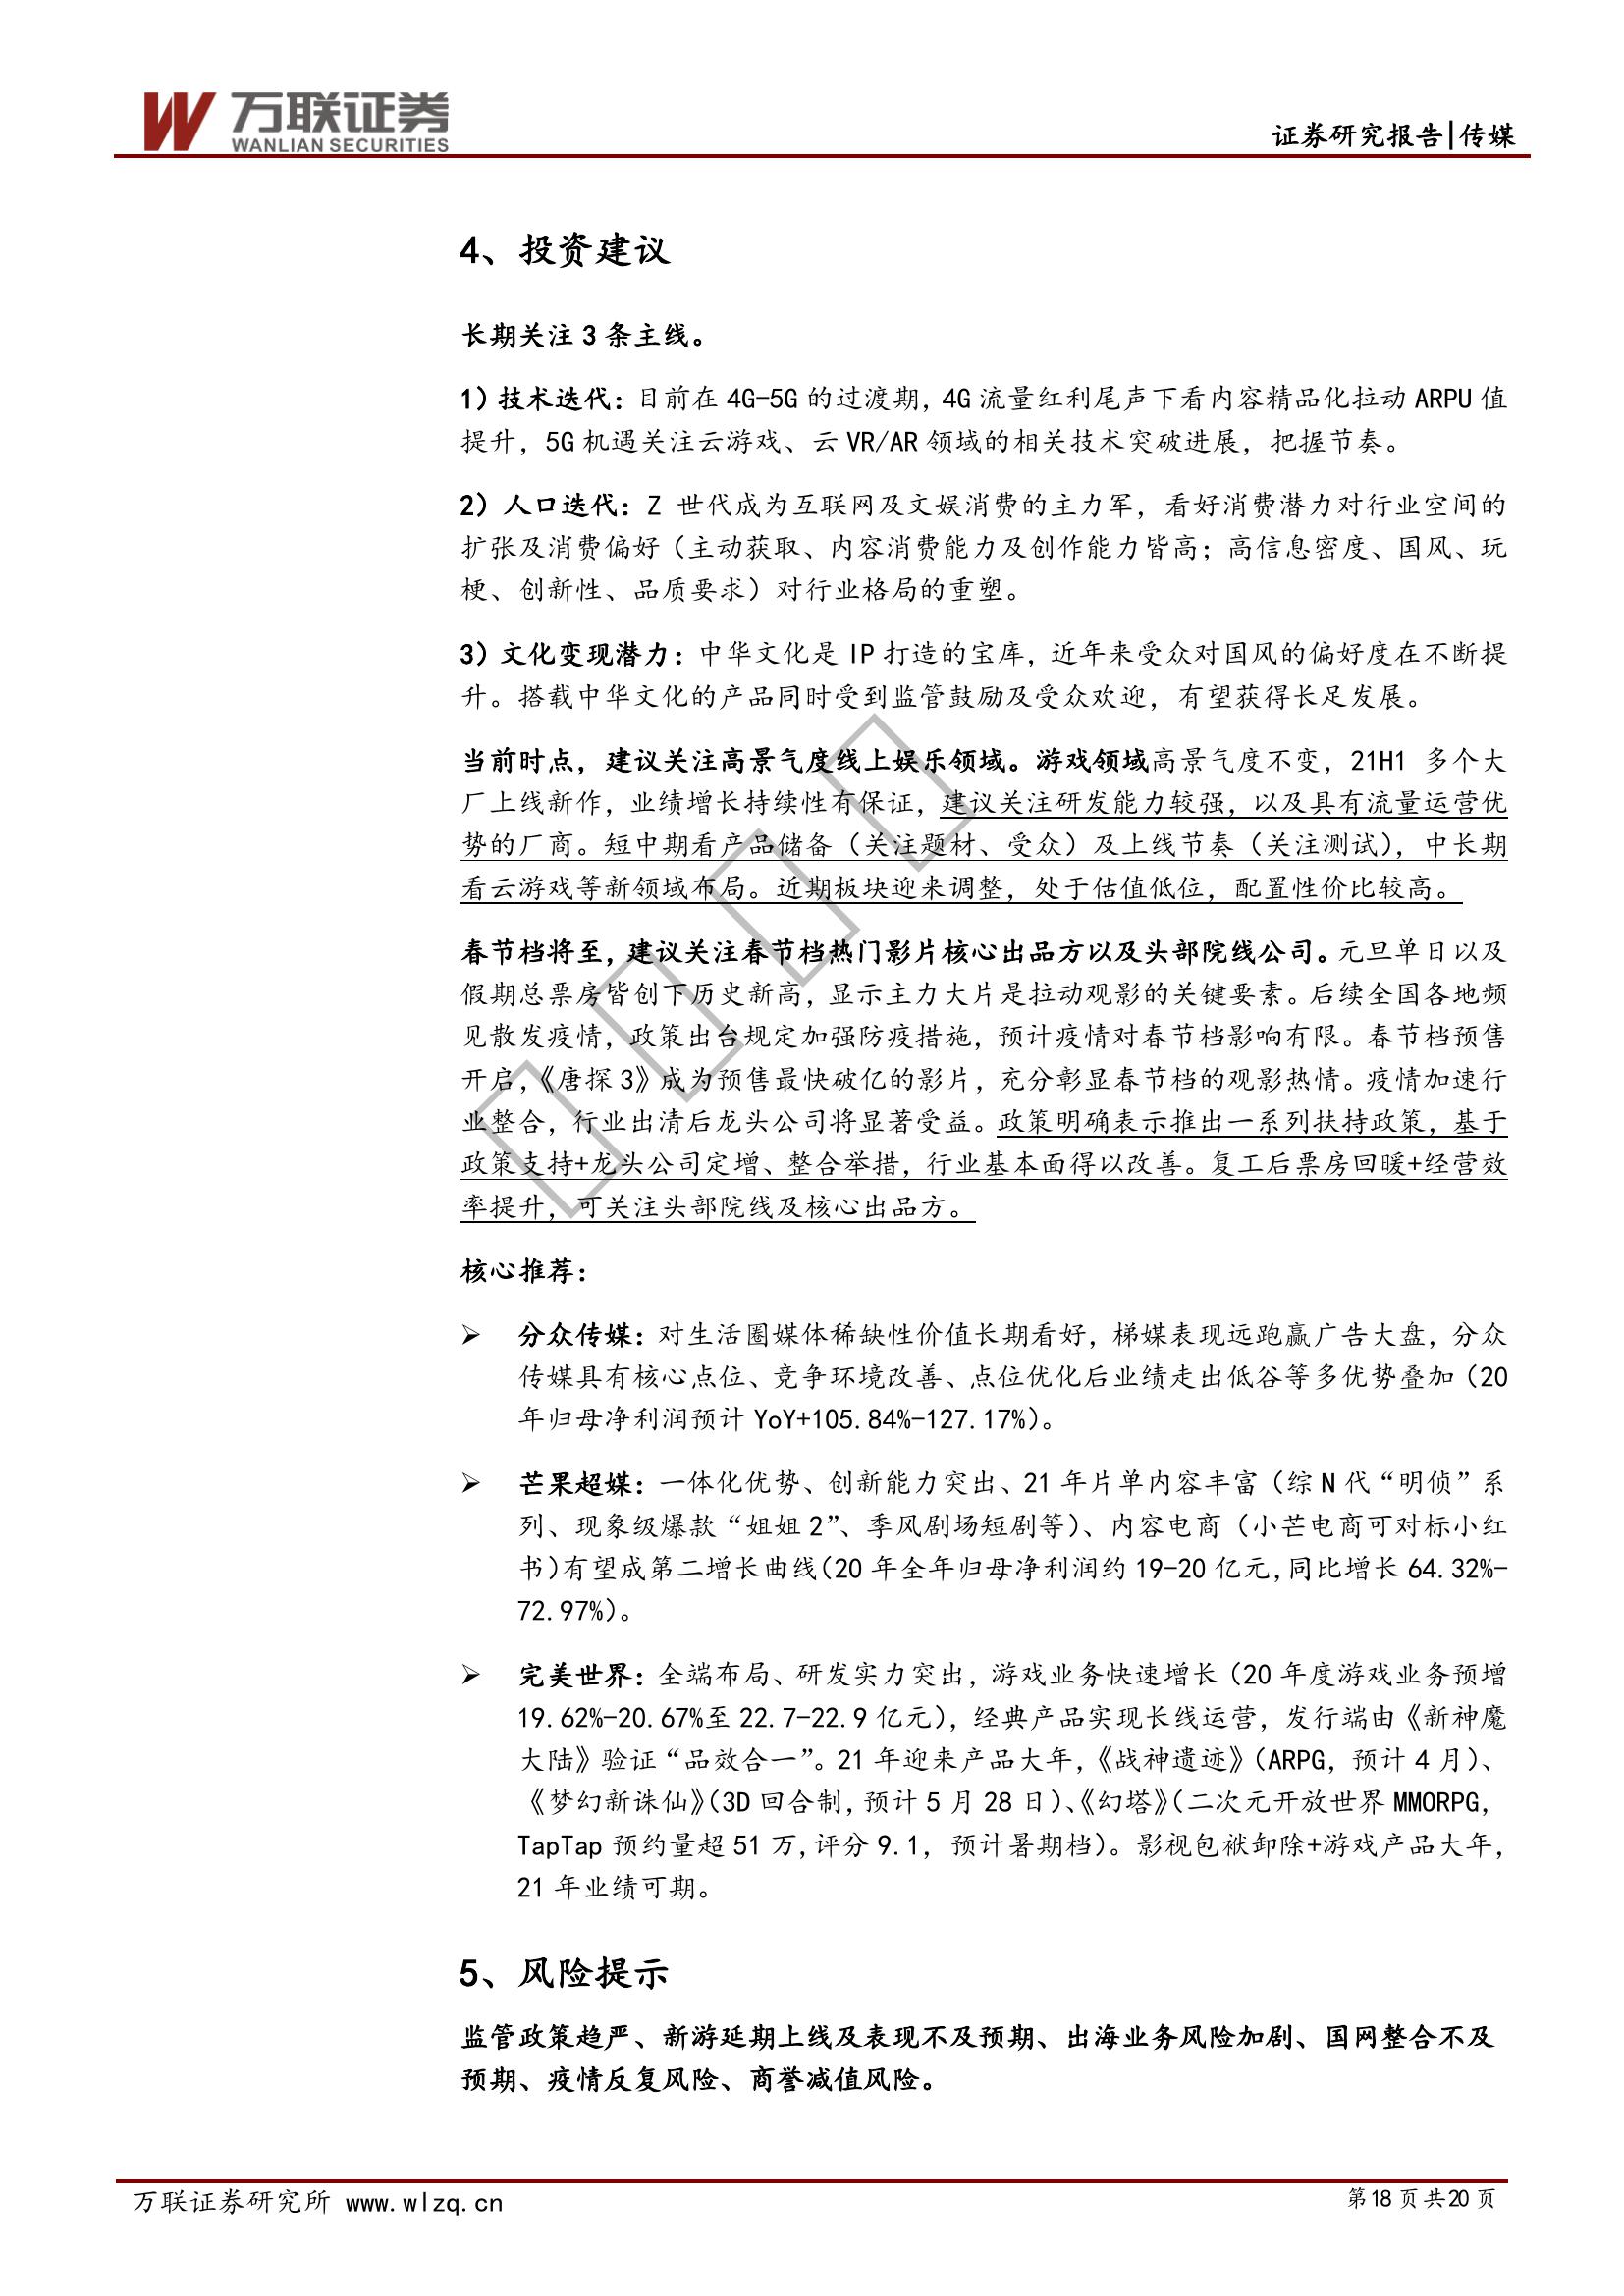 万联证券
WANLIAN SECURITIES
证券研究报告|传媒
4、投资建议
长期关注 3 条主线。
1）技术迭代：目前在 4G-5G 的过渡期，4G 流量红利尾声下看内容精品化拉动 ARPU 值
提升，5G 机遇关注云游戏、云 VR/AR 领域的相关技术突破进展，把握节奏。
2）人口迭代：Z 世代成为互联网及文娱消费的主力军，看好消费潜力对行业空间的
扩张及消费偏好（主动获取、内容消费能力及创作能力皆高；高信息密度、国风、玩
梗、创新性、品质要求）对行业格局的重塑。
3）文化变现潜力：中华文化是 IP 打造的宝库，近年来受众对国风的偏好度在不断提
升。搭载中华文化的产品同时受到监管鼓励及受众欢迎，有望获得长足发展。
当前时点，建议关注高景气度线上娱乐领域。游戏领域高景气度不变，21H1 多个大
厂上线新作，业绩增长持续性有保证，建议关注研发能力较强，以及具有流量运营优
势的厂商。短中期看产品储备（关注题材、受众）及上线节奏（关注测试），中长期
看云游戏等新领域布局。近期板块迎来调整，处于估值低位，配置性价比较高。
春节档将至，建议关注春节档热门影片核心出品方以及头部院线公司。元旦单日以及
假期总票房皆创下历史新高，显示主力大片是拉动观影的关键要素。后续全国各地频
见散发疫情，政策出台规定加强防疫措施，预计疫情对春节档影响有限。春节档预售
开启，《唐探 3》成为预售最快破亿的影片，充分彰显春节档的观影热情。疫情加速行
业整合，行业出清后龙头公司将显著受益。政策明确表示推出一系列扶持政策，基于
政策支持+龙头公司定增、整合举措，行业基本面得以改善。复工后票房回暖+经营效
率提升，可关注头部院线及核心出品方。
核心推荐：
➢ 分众传媒：对生活圈媒体稀缺性价值长期看好，梯媒表现远跑赢广告大盘，分众
传媒具有核心点位、竞争环境改善、点位优化后业绩走出低谷等多优势叠加（20
年归母净利润预计 YoY+105.84%-127.17%）。
➢ 芒果超媒：一体化优势、创新能力突出、21 年片单内容丰富（综 N 代“明侦”系
列、现象级爆款“姐姐 2”、季风剧场短剧等）、内容电商（小芒电商可对标小红
书）有望成第二增长曲线（20 年全年归母净利润约 19-20 亿元，同比增长 64.32%-
72.97%）。
➢ 完美世界：全端布局、研发实力突出，游戏业务快速增长（20 年度游戏业务预增
19.62%-20.67%至 22.7-22.9 亿元），经典产品实现长线运营，发行端由《新神魔
大陆》验证“品效合一”。21 年迎来产品大年，《战神遗迹》（ARPG，预计 4 月）、
《梦幻新诛仙》（3D 回合制，预计 5 月 28 日）、《幻塔》（二次元开放世界 MMORPG，
TapTap 预约量超 51 万，评分 9.1，预计暑期档）。影视包袱卸除+游戏产品大年，
21 年业绩可期。
5、风险提示
监管政策趋严、新游延期上线及表现不及预期、出海业务风险加剧、国网整合不及
预期、疫情反复风险、商誉减值风险。
万联证券研究所 www.wlzq.cn
第18 页共20 页